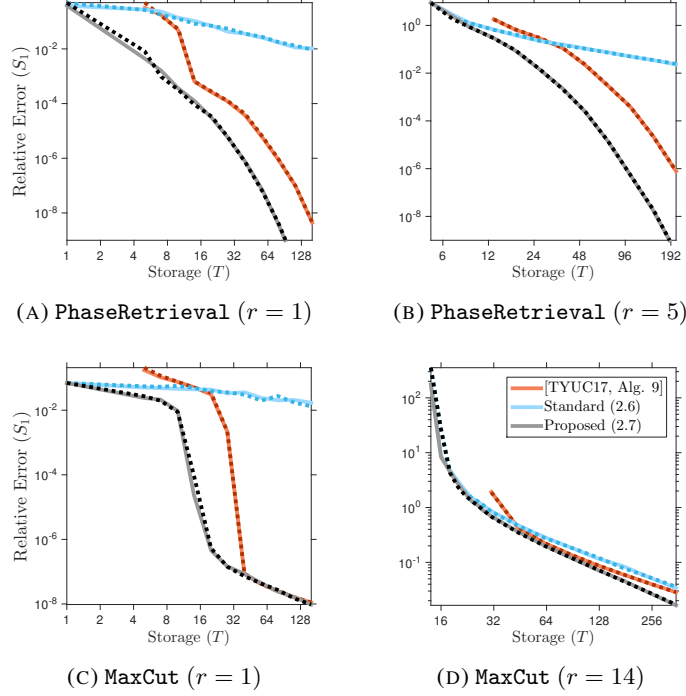 10^-2
10^-4
10^-6
10^-8
Relative Error (S_1)
1 2 4 8 16 32 64 128
Storage (T)
10^0
10^-2
10^-4
10^-6
10^-8
6 12 24 48 96 192
Storage (T)
(A) PhaseRetrieval (r = 1)
(B) PhaseRetrieval (r = 5)
10^-2
10^-4
10^-6
10^-8
Relative Error (S_1)
1 2 4 8 16 32 64 128
Storage (T)
[TYUC17, Alg. 9]
Standard (2.6)
Proposed (2.7)
10^2
10^1
10^0
10^-1
16 32 64 128 256
Storage (T)
(C) MaxCut (r = 1)
(D) MaxCut (r = 14)